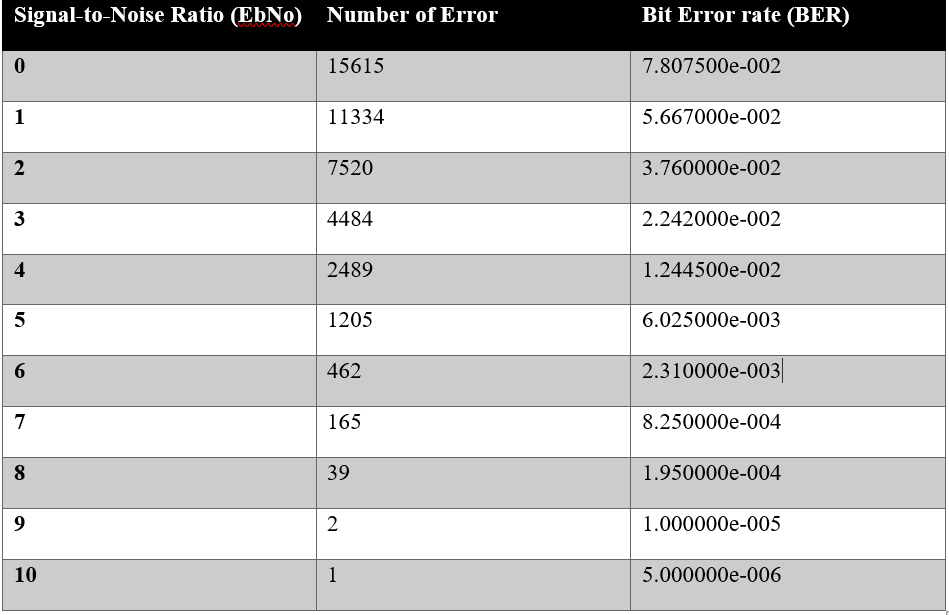 Signal-to-Noise Ratio (EbNo) Number of Error Bit Error rate (BER)
0 15615 7.807500e-002
1 11334 5.667000e-002
2 7520 3.760000e-002
3 4484 2.242000e-002
4 2489 1.244500e-002
5 1205 6.025000e-003
6 462 2.310000e-003
7 165 8.250000e-004
8 39 1.950000e-004
9 2 1.000000e-005
10 1 5.000000e-006